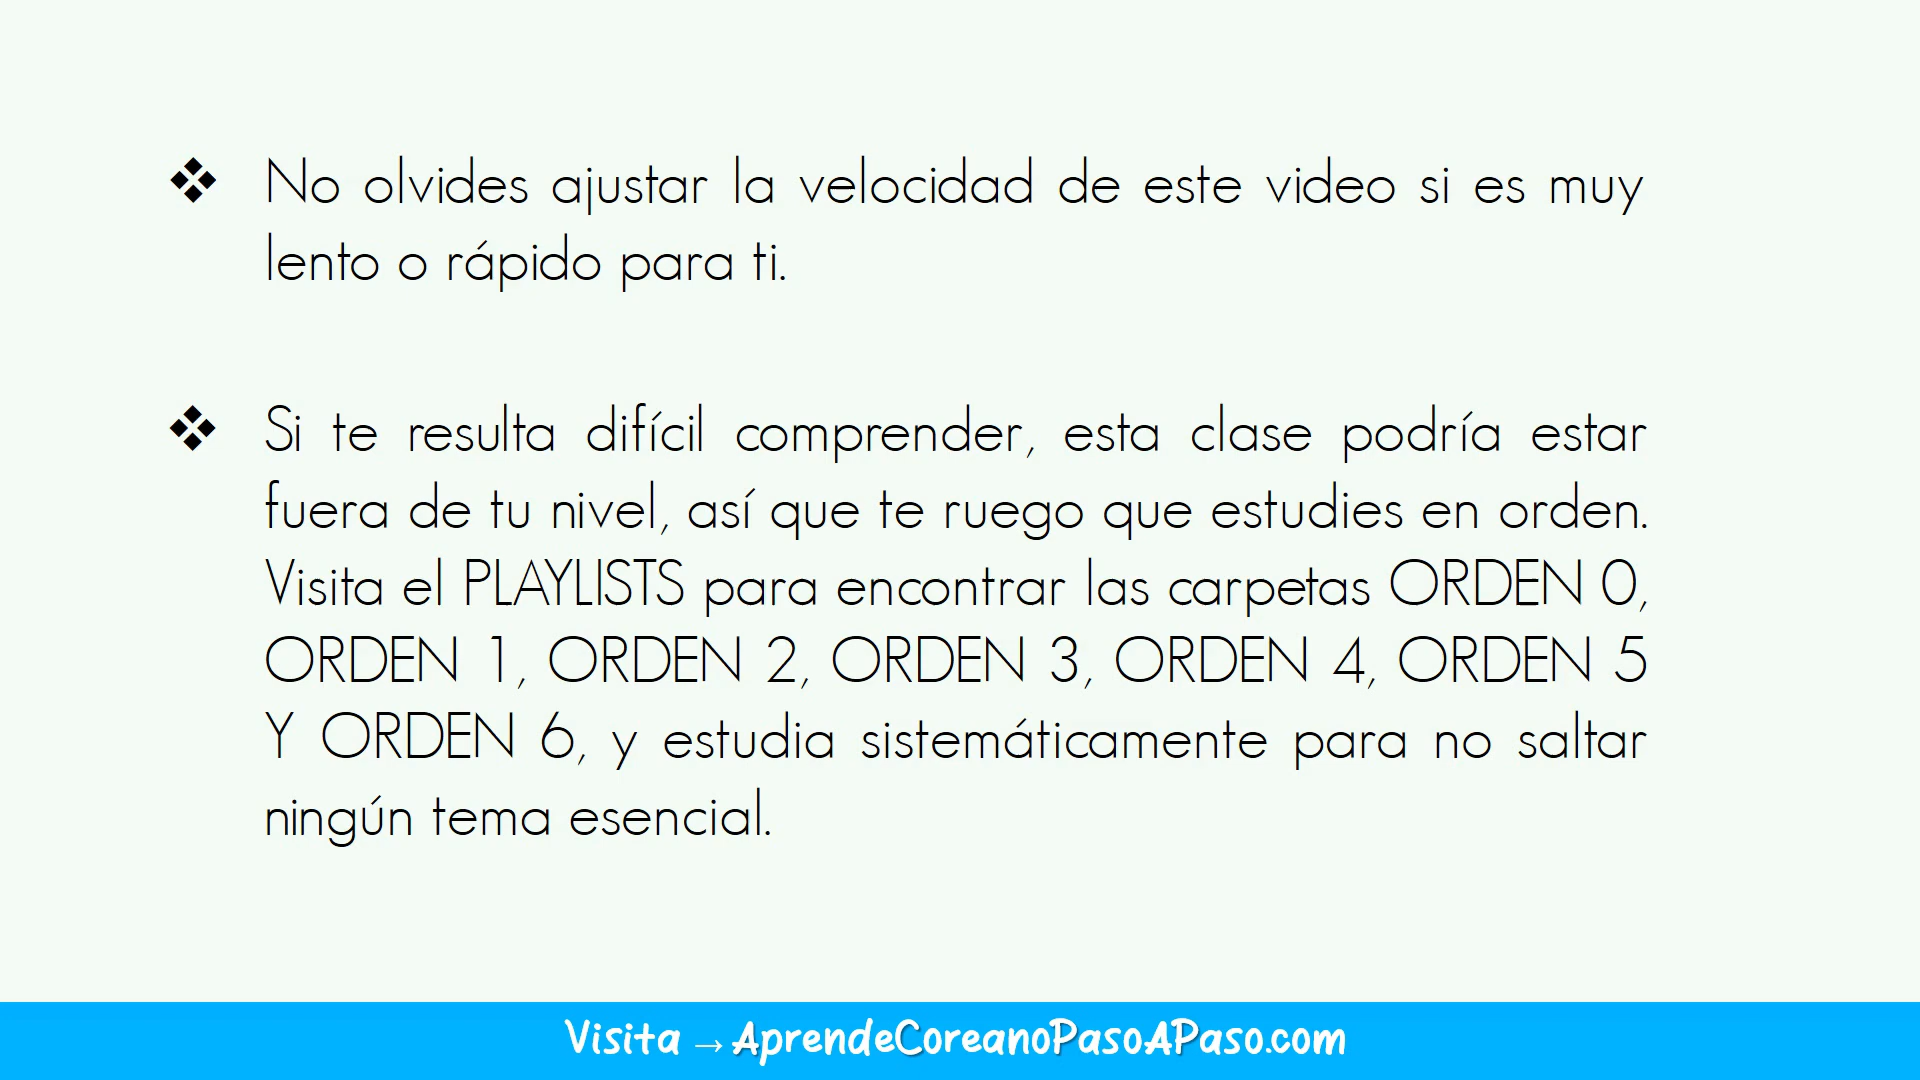 ❖ No olvides ajustar la velocidad de este video si es muy
lento o rápido para ti.
❖ Si te resulta difícil comprender, esta clase podría estar
fuera de tu nivel, así que te ruego que estudies en orden.
Visita el PLAYLISTS para encontrar las carpetas ORDEN 0,
ORDEN 1, ORDEN 2, ORDEN 3, ORDEN 4, ORDEN 5
Y ORDEN 6, y estudia sistemáticamente para no saltar
ningún tema esencial.
Visita → AprendeCoreanoPasoAPaso.com